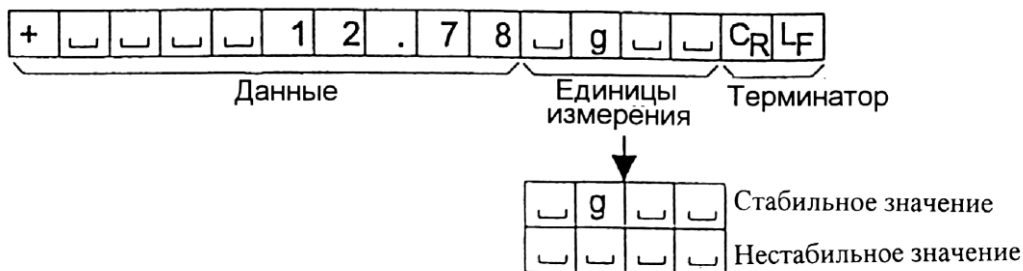 + ⎵ ⎵ ⎵ ⎵ 1 2 . 7 8 ⎵ g ⎵ ⎵ CR LF
Данные Единицы измерения Терминатор
⎵ g ⎵ ⎵ Стабильное значение
⎵ ⎵ ⎵ ⎵ Нестабильное значение